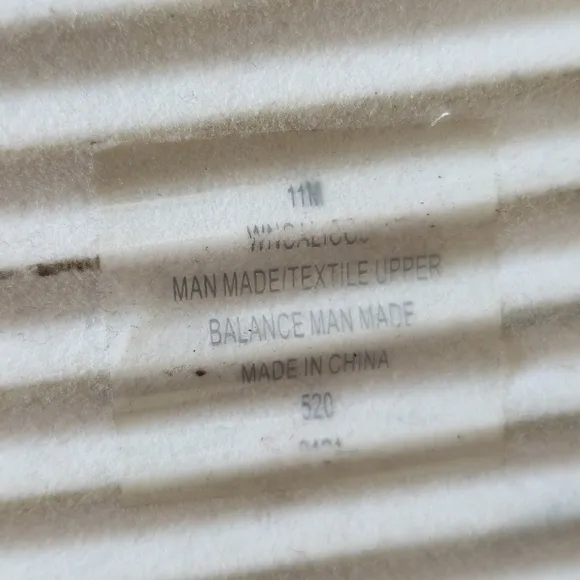 11M
MAN MADE/TEXTILE UPPER
BALANCE MAN MADE
MADE IN CHINA
520